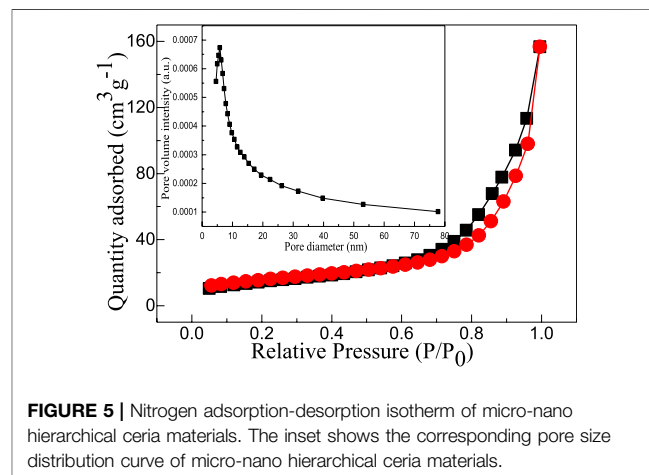 160
120
80
40
0
Quantity adsorbed (cm³g⁻¹)
0.0007
0.0006
0.0005
0.0004
0.0003
0.0002
0.0001
Pore volume intensity (a.u.)
0 10 20 30 40 50 60 70 80
Pore diameter (nm)
0.0 0.2 0.4 0.6 0.8 1.0
Relative Pressure (P/P₀)
FIGURE 5 | Nitrogen adsorption-desorption isotherm of micro-nano
hierarchical ceria materials. The inset shows the corresponding pore size
distribution curve of micro-nano hierarchical ceria materials.